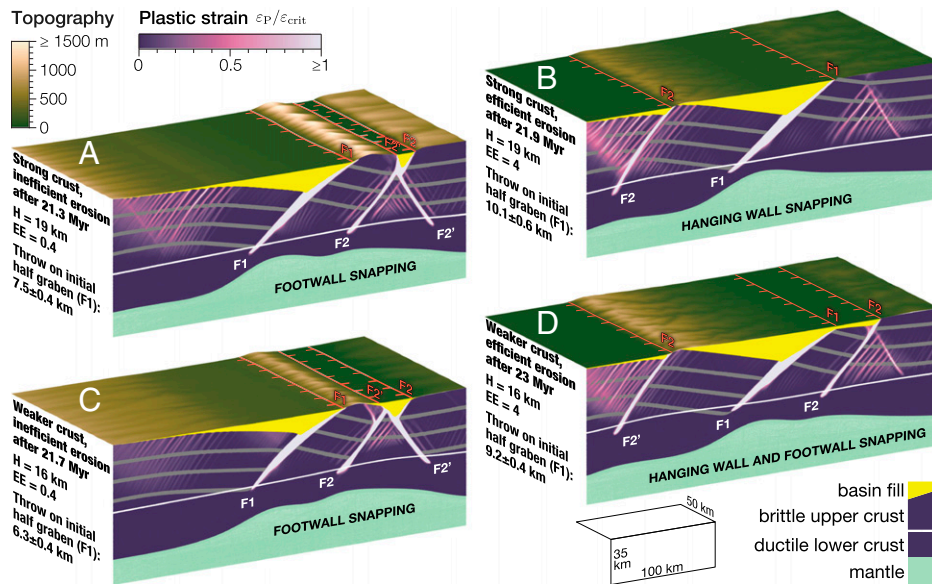 Topography
≥ 1500 m
1000
500
0
Plastic strain εP/εcrit
0
0.5
≥1
A
Strong crust,
inefficient erosion
after 21.3 Myr
H = 19 km
EE = 0.4
Throw on initial
half graben (F1):
7.5±0.4 km
F1
F2'
F2
F1
F2
F2'
FOOTWALL SNAPPING
B
Strong crust,
efficient erosion
after 21.9 Myr
H = 19 km
EE = 4
Throw on initial
half graben (F1):
10.1±0.6 km
F2
F1
F2
F1
HANGING WALL SNAPPING
C
Weaker crust,
inefficient erosion
after 21.7 Myr
H = 16 km
EE = 0.4
Throw on initial
half graben (F1):
6.3±0.4 km
F1
F2'
F2
F1
F2
F2'
FOOTWALL SNAPPING
D
Weaker crust,
efficient erosion
after 23 Myr
H = 16 km
EE = 4
Throw on initial
half graben (F1):
9.2±0.4 km
F2
F1
F2
F2'
F1
F2
HANGING WALL AND FOOTWALL SNAPPING
50 km
35
km
100 km
basin fill
brittle upper crust
ductile lower crust
mantle